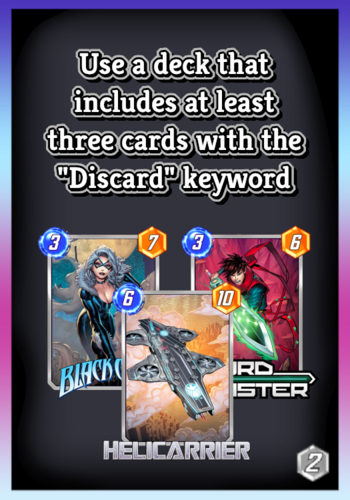 Use a deck that
includes at least
three cards with the
"Discard" keyword
3
7
3
6
6
10
BLACK
HELICARRIER
2